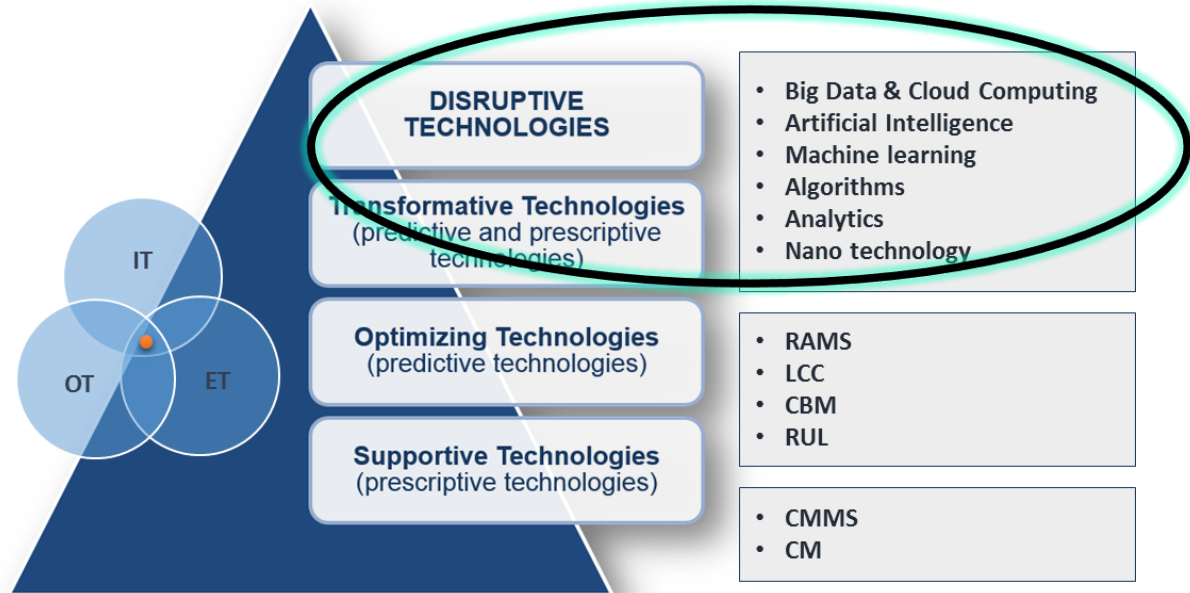 DISRUPTIVE
TECHNOLOGIES
Transformative Technologies
(predictive and prescriptive
technologies)
Optimizing Technologies
(predictive technologies)
Supportive Technologies
(prescriptive technologies)
IT
OT
ET
• Big Data & Cloud Computing
• Artificial Intelligence
• Machine learning
• Algorithms
• Analytics
• Nano technology
• RAMS
• LCC
• CBM
• RUL
• CMMS
• CM